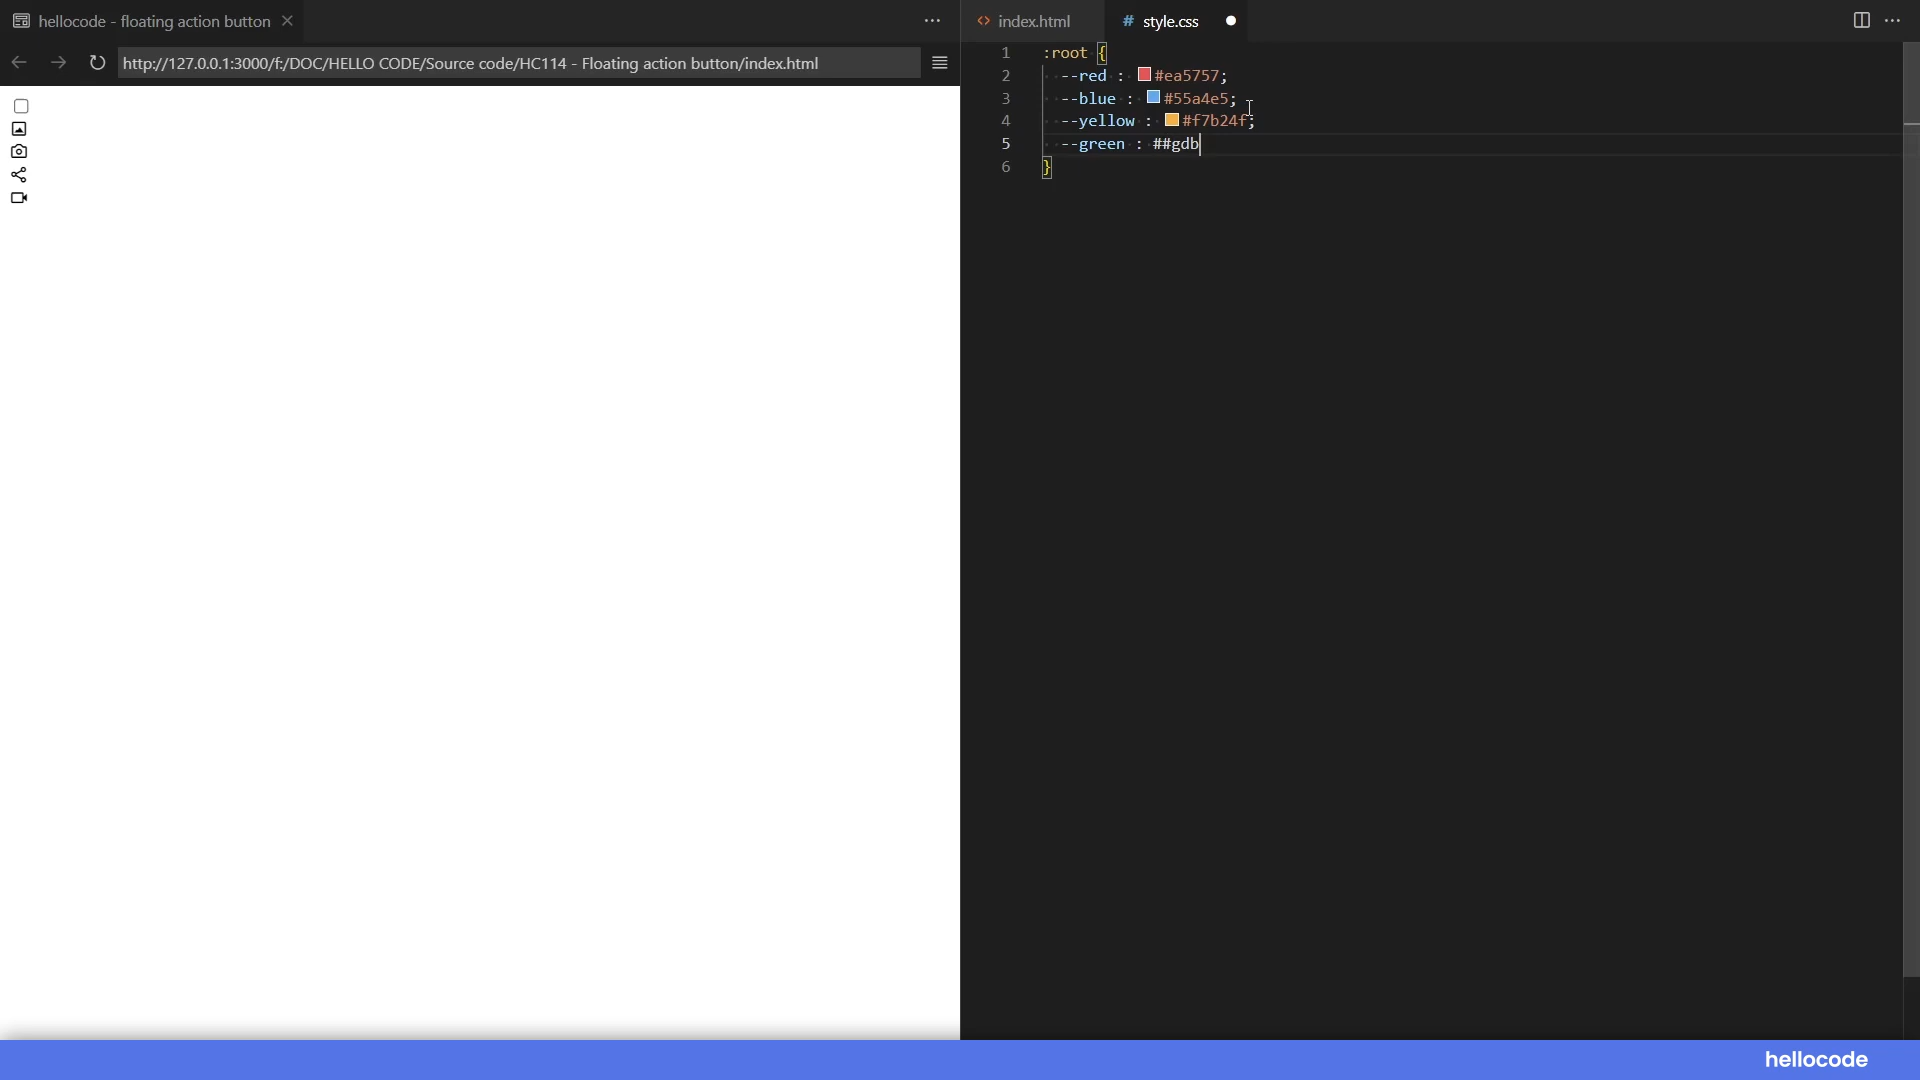 hellocode - floating action button
http://127.0.0.1:3000/f:/DOC/HELLO CODE/Source code/HC114 - Floating action button/index.html
index.html
# style.css
1 :root {
2 --red : #ea5757;
3 --blue : #55a4e5;
4 --yellow : #f7b24f;
5 --green : ##gdb
6 }
hellocode